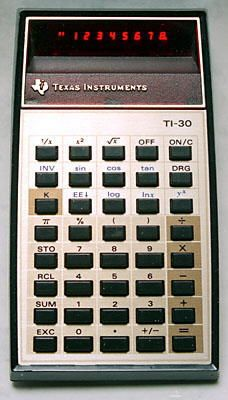 " 12345678.
TEXAS INSTRUMENTS
TI-30
1/x x² √x OFF ON/C
INV sin cos tan DRG
K EE↓ log lnx yˣ
π % ( ) ÷
STO 7 8 9 X
RCL 4 5 6 −
SUM 1 2 3 +
EXC 0 • +/− =